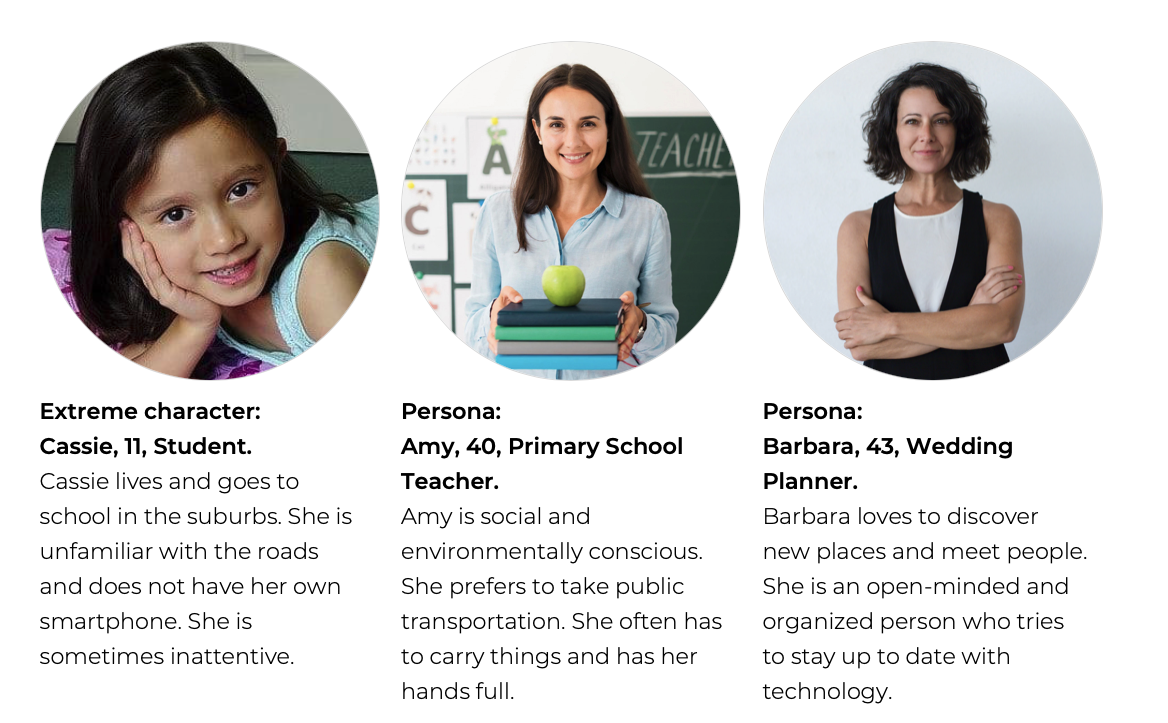 A
C
TEACHE
Extreme character:
Cassie, 11, Student.
Cassie lives and goes to
school in the suburbs. She is
unfamiliar with the roads
and does not have her own
smartphone. She is
sometimes inattentive.
Persona:
Amy, 40, Primary School
Teacher.
Amy is social and
environmentally conscious.
She prefers to take public
transportation. She often has
to carry things and has her
hands full.
Persona:
Barbara, 43, Wedding
Planner.
Barbara loves to discover
new places and meet people.
She is an open-minded and
organized person who tries
to stay up to date with
technology.